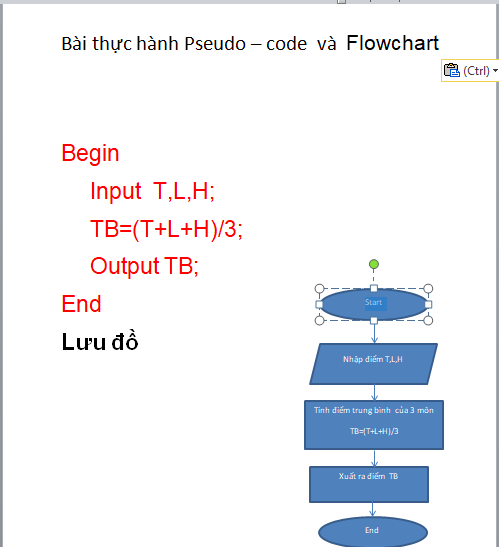 Bài thực hành Pseudo – code và Flowchart
(Ctrl)
Begin
Input T,L,H;
TB=(T+L+H)/3;
Output TB;
End
Lưu đồ
Start
Nhập điểm T,L,H
Tính điểm trung bình của 3 môn
TB=(T+L+H)/3
Xuất ra điểm TB
End